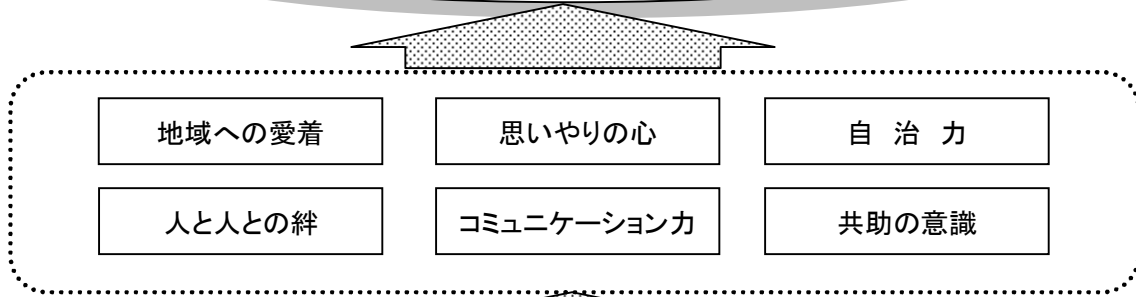 地域への愛着
思いやりの心
自 治 力
人と人との絆
コミュニケーション力
共助の意識